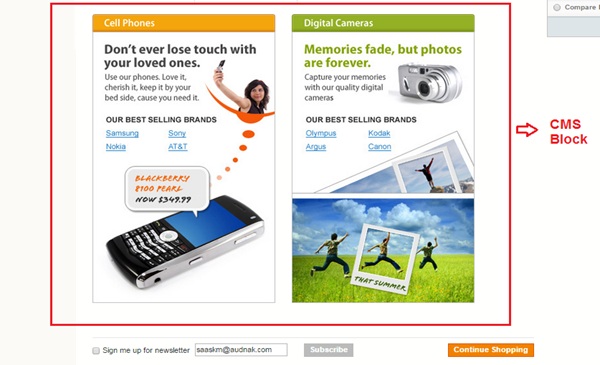 Compare
Cell Phones
Don't ever lose touch with
your loved ones.
Use our phones. Love it,
cherish it, keep it by your
bed side, cause you need it.
OUR BEST SELLING BRANDS
Samsung Sony
Nokia AT&T
BLACKBERRY
8100 PEARL
NOW $349.99
Digital Cameras
Memories fade, but photos
are forever.
Capture your memories
with our quality digital
cameras
OUR BEST SELLING BRANDS
Olympus Kodak
Argus Canon
THAT SUMMER
CMS
Block
Sign me up for newsletter saaskm@audnak.com Subscribe Continue Shopping